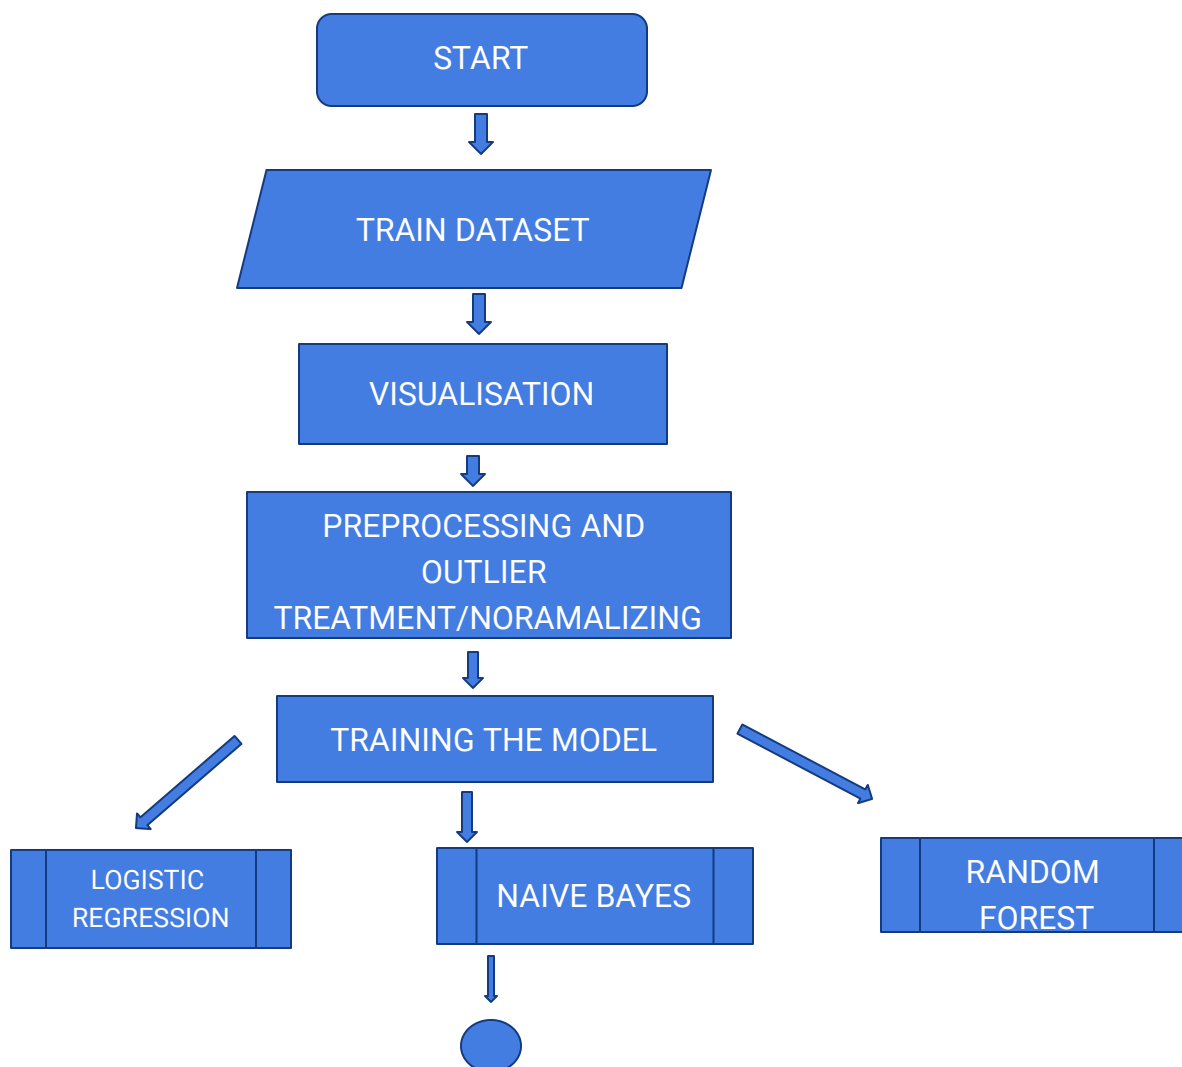 START
TRAIN DATASET
VISUALISATION
PREPROCESSING AND
OUTLIER
TREATMENT/NORAMALIZING
TRAINING THE MODEL
LOGISTIC
REGRESSION
NAIVE BAYES
RANDOM
FOREST